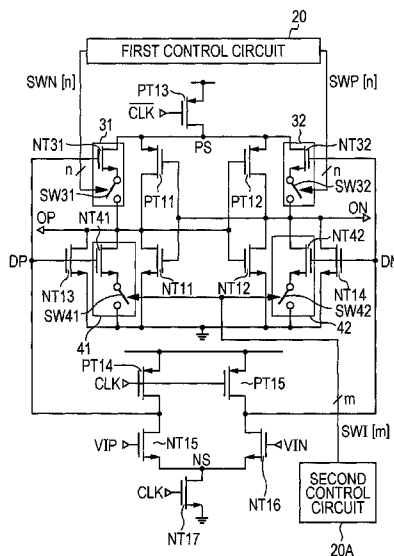 20
FIRST CONTROL CIRCUIT
SWN [n]
SWP [n]
PT13
CLK
31
32
PS
NT31
NT32
n
n
SW31
SW32
PT11
PT12
OP
ON
NT41
NT42
DP
DM
NT13
NT11
NT12
NT14
SW41
SW42
41
42
PT14
CLK
PT15
m
SWI [m]
VIP
NT15
VIN
NS
NT16
CLK
NT17
SECOND CONTROL CIRCUIT
20A